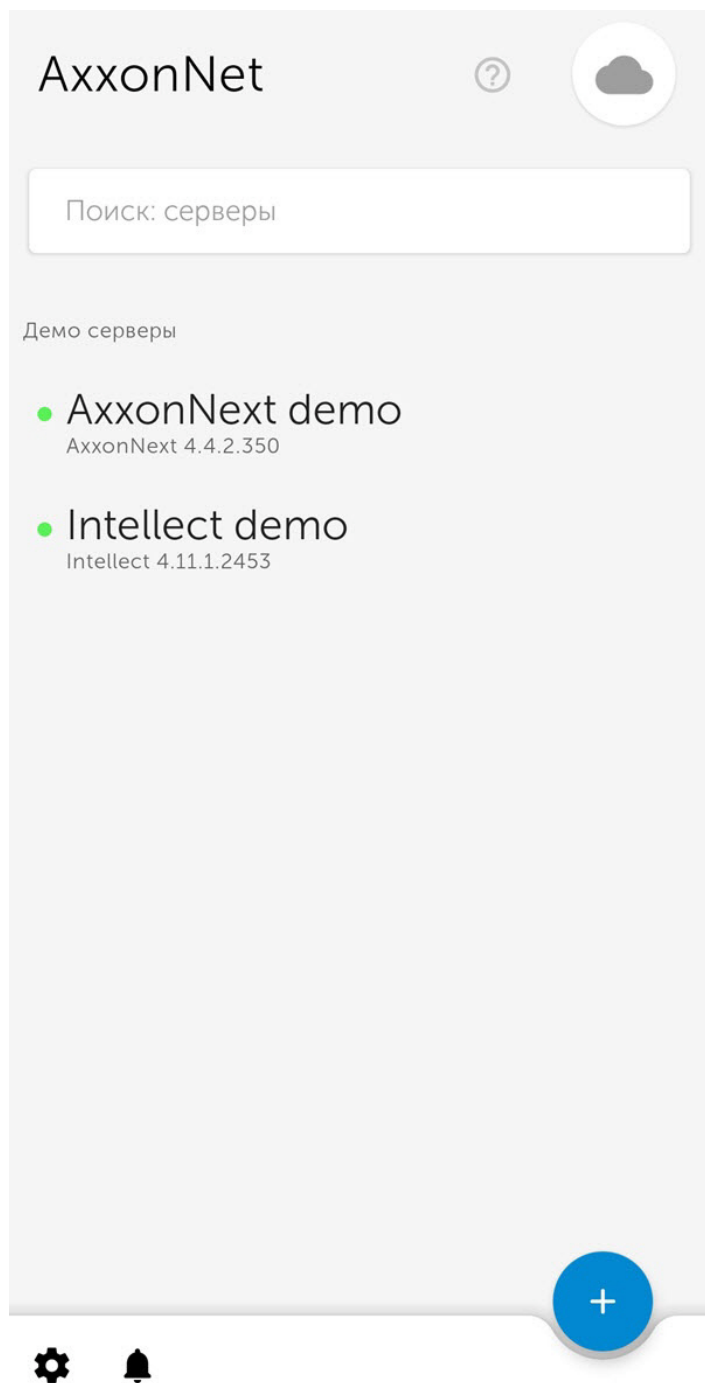 AxxonNet
Поиск: серверы
Демо серверы
AxxonNext demo
AxxonNext 4.4.2.350
Intellect demo
Intellect 4.11.1.2453